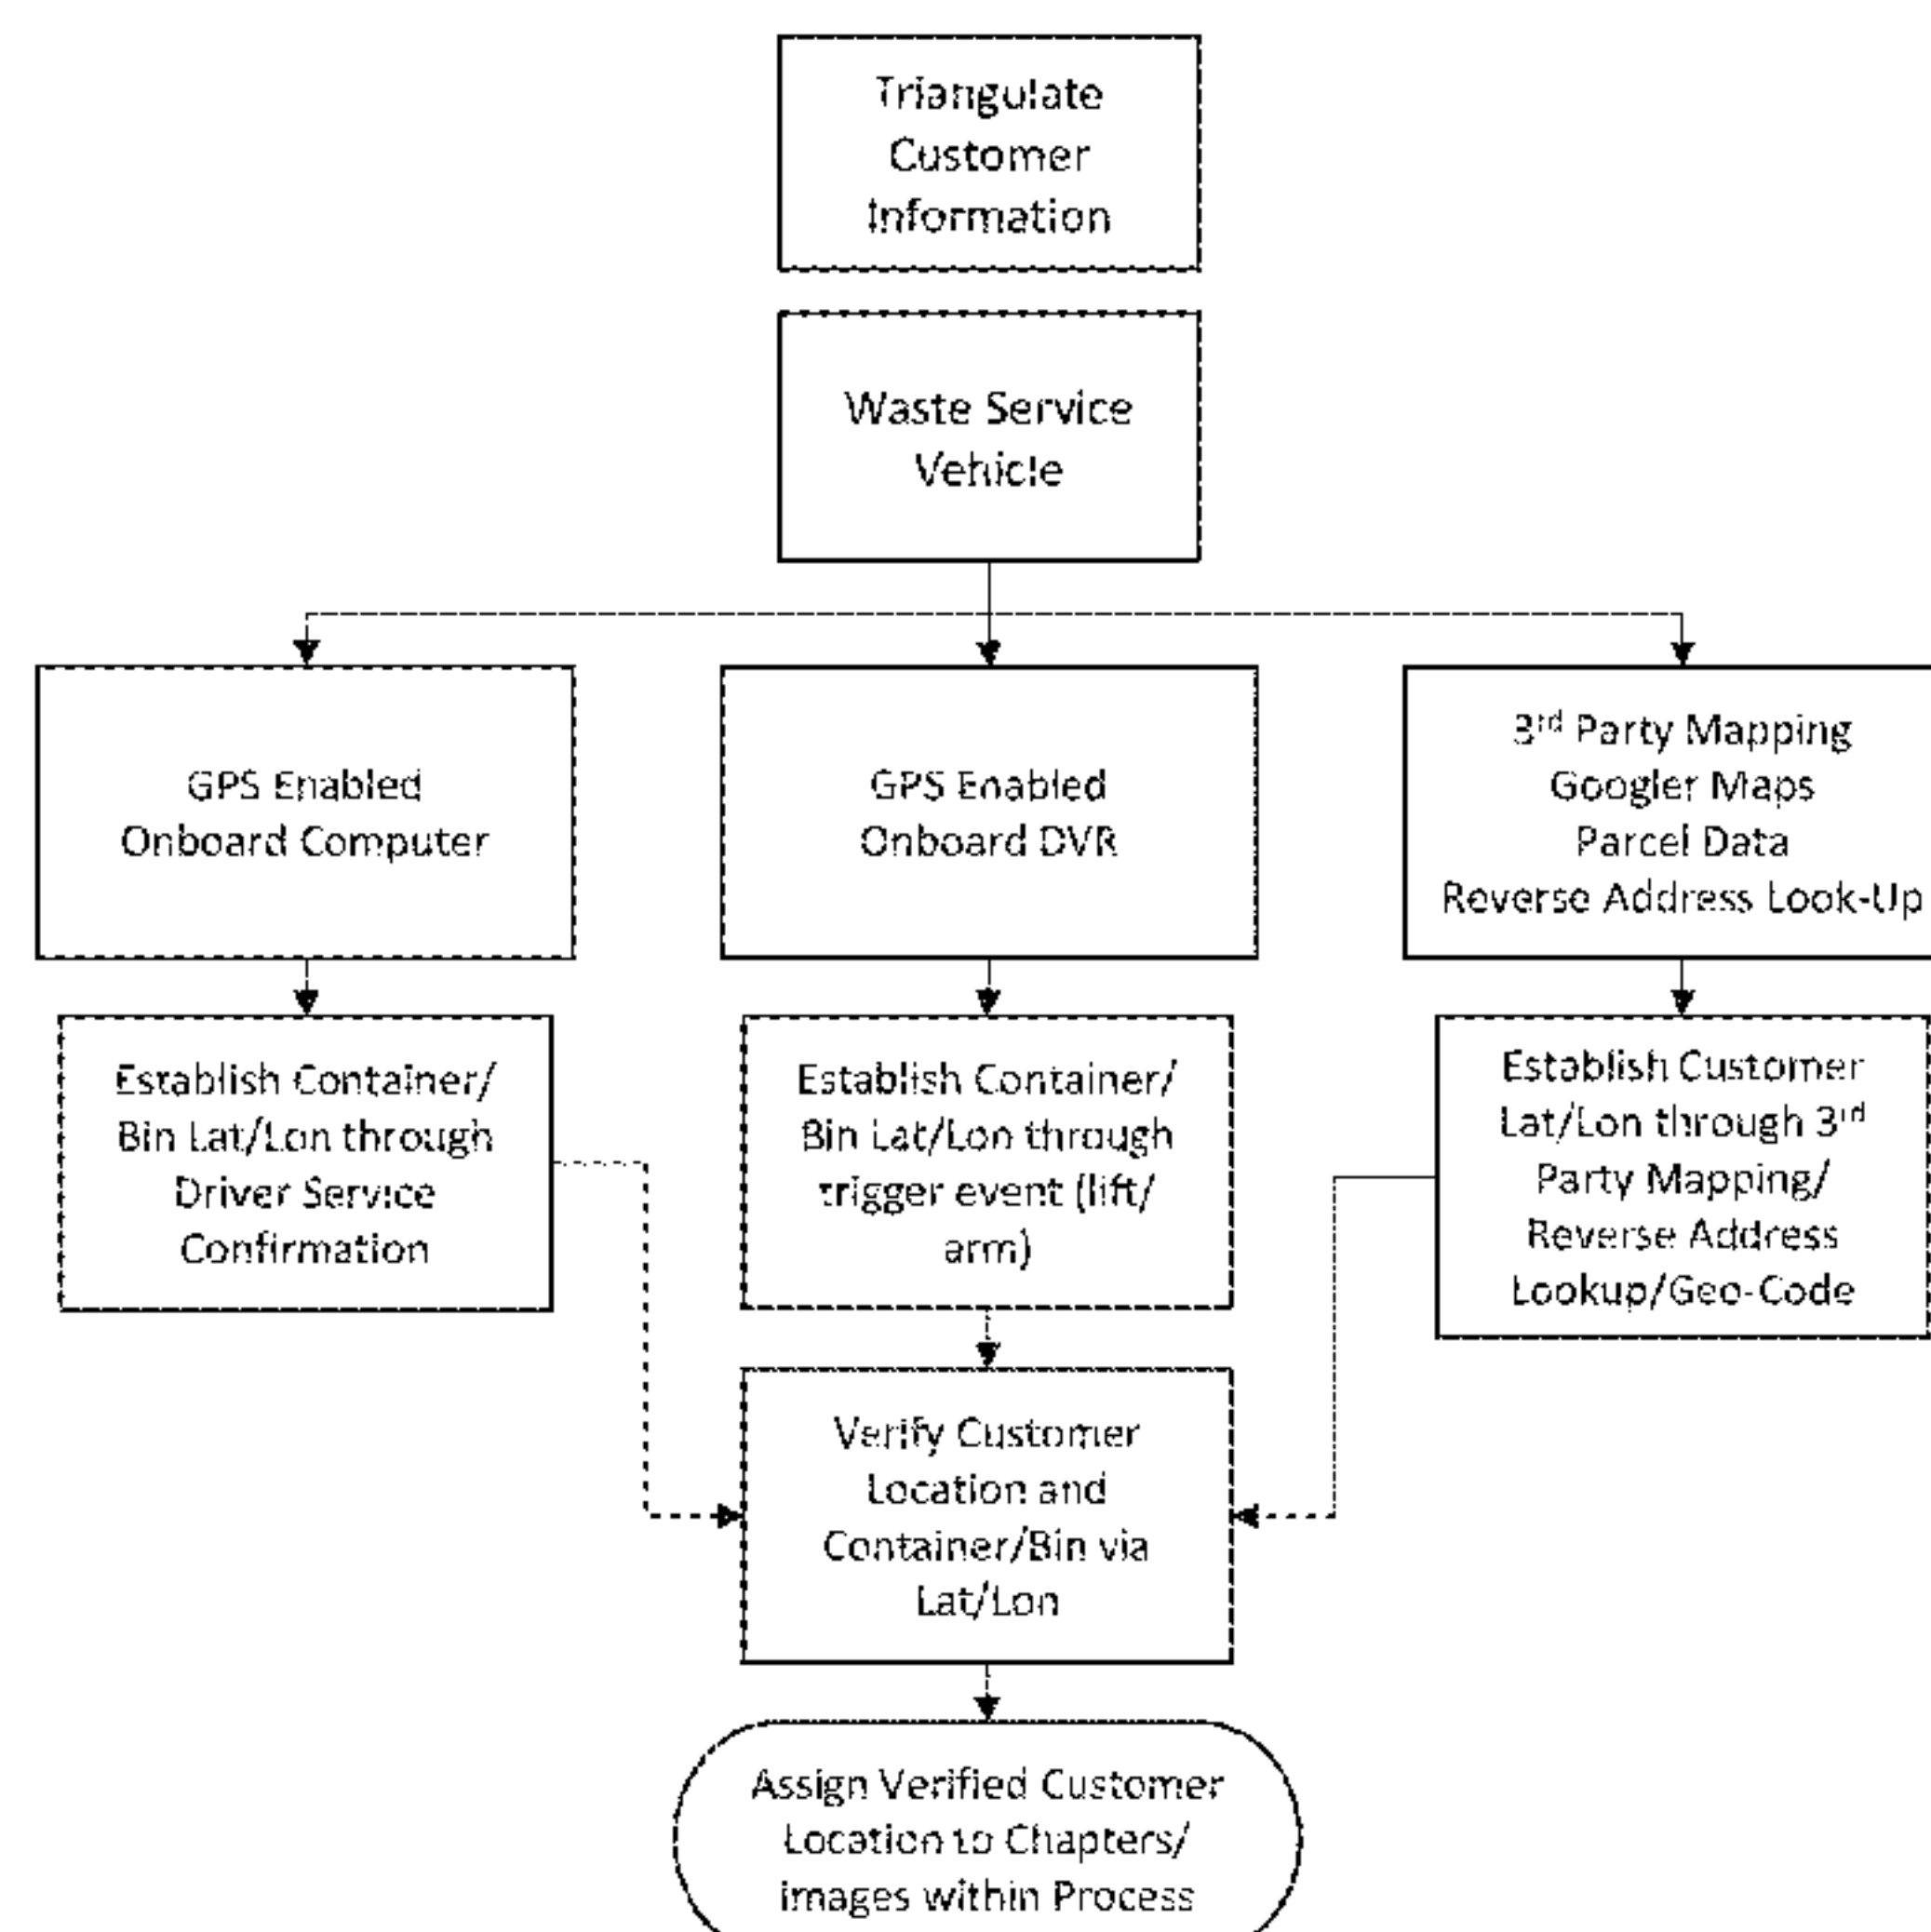 Triangulate
Customer
Information
Waste Service
Vehicle
GPS Enabled
Onboard Computer
GPS Enabled
Onboard DVR
3rd Party Mapping
Googler Maps
Parcel Data
Reverse Address Look-Up
Establish Container/
Bin Lat/Lon through
Driver Service
Confirmation
Establish Container/
Bin Lat/Lon through
trigger event (lift/
arm)
Establish Customer
Lat/Lon through 3rd
Party Mapping/
Reverse Address
Lookup/Geo-Code
Verify Customer
Location and
Container/Bin via
Lat/Lon
Assign Verified Customer
Location to Chapters/
images within Process